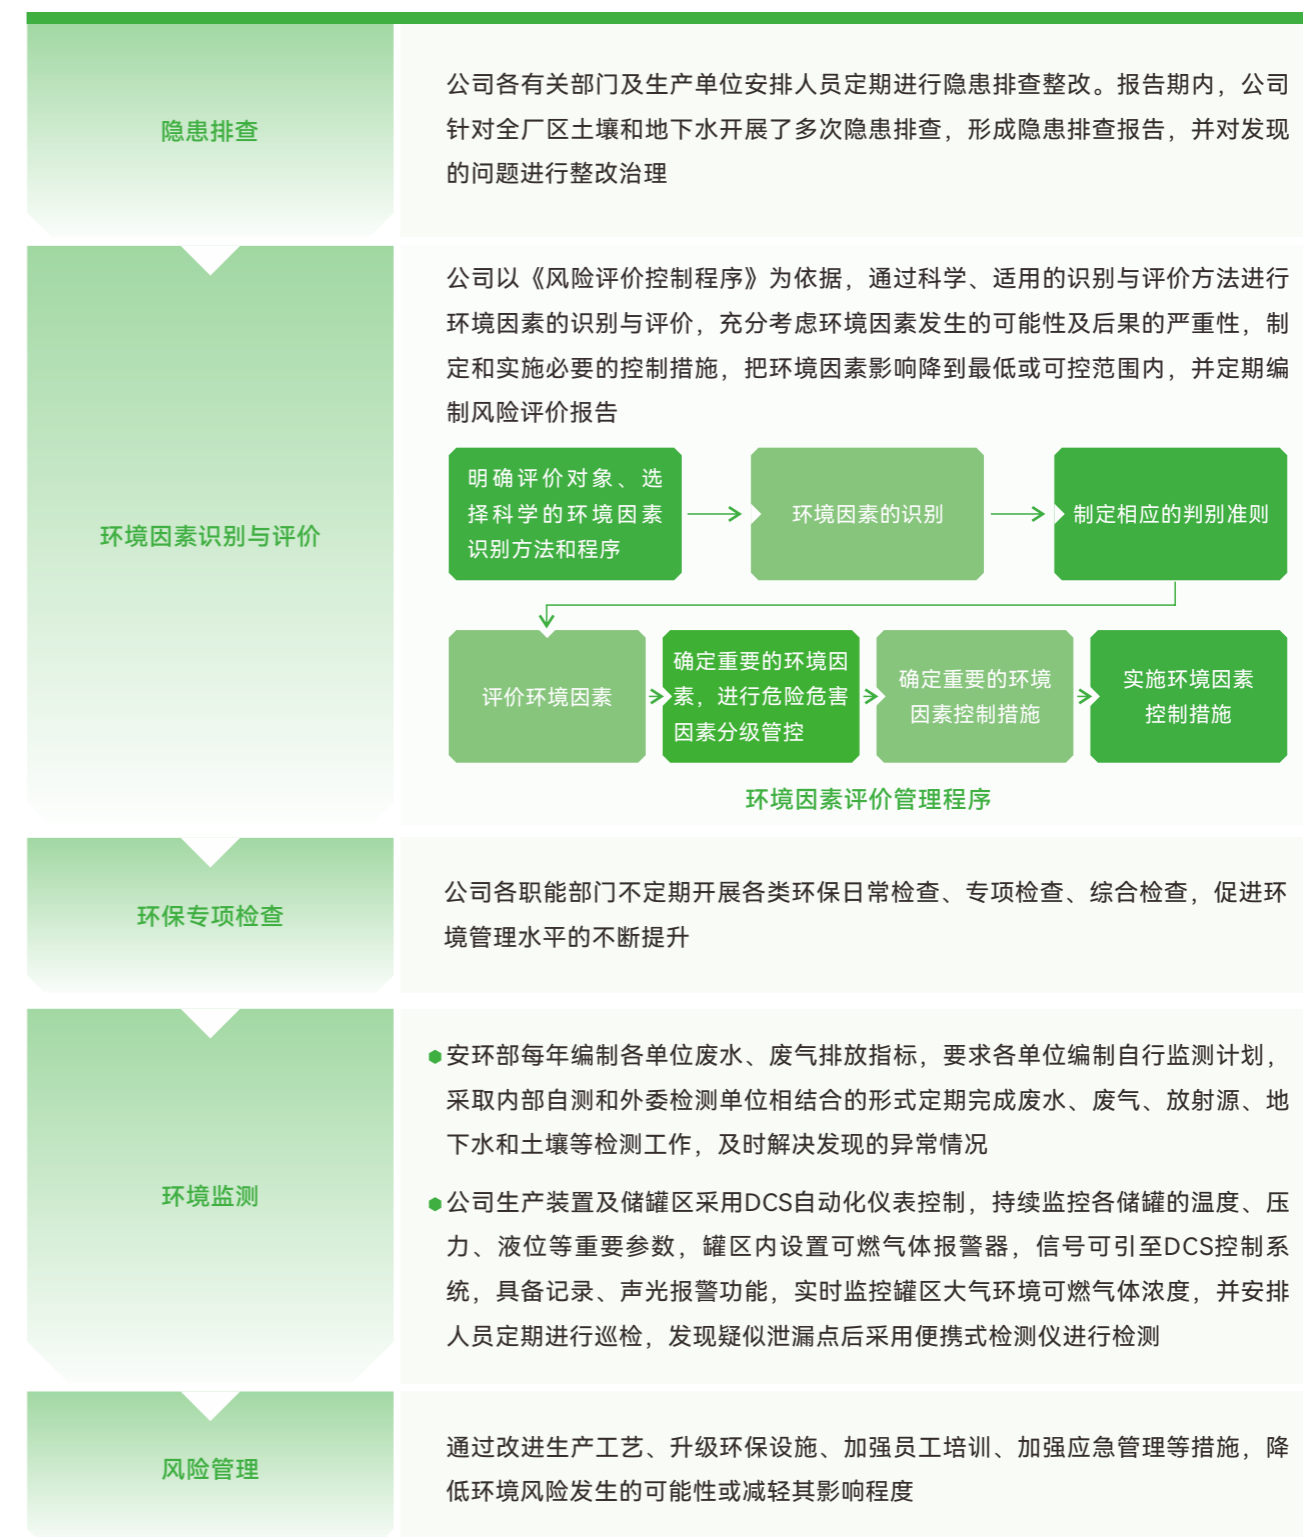 隐患排查
公司各有关部门及生产单位安排人员定期进行隐患排查整改。报告期内，公司
针对全厂区土壤和地下水开展了多次隐患排查，形成隐患排查报告，并对发现
的问题进行整改治理
环境因素识别与评价
公司以《风险评价控制程序》为依据，通过科学、适用的识别与评价方法进行
环境因素的识别与评价，充分考虑环境因素发生的可能性及后果的严重性，制
定和实施必要的控制措施，把环境因素影响降到最低或可控范围内，并定期编
制风险评价报告
明确评价对象、选
择科学的环境因素
识别方法和程序
环境因素的识别
制定相应的判别准则
评价环境因素
确定重要的环境因
素，进行危险危害
因素分级管控
确定重要的环境
因素控制措施
实施环境因素
控制措施
环境因素评价管理程序
环保专项检查
公司各职能部门不定期开展各类环保日常检查、专项检查、综合检查，促进环
境管理水平的不断提升
环境监测
安环部每年编制各单位废水、废气排放指标，要求各单位编制自行监测计划，
采取内部自测和外委检测单位相结合的形式定期完成废水、废气、放射源、地
下水和土壤等检测工作，及时解决发现的异常情况
公司生产装置及储罐区采用DCS自动化仪表控制，持续监控各储罐的温度、压
力、液位等重要参数，罐区内设置可燃气体报警器，信号可引至DCS控制系
统，具备记录、声光报警功能，实时监控罐区大气环境可燃气体浓度，并安排
人员定期进行巡检，发现疑似泄漏点后采用便携式检测仪进行检测
风险管理
通过改进生产工艺、升级环保设施、加强员工培训、加强应急管理等措施，降
低环境风险发生的可能性或减轻其影响程度